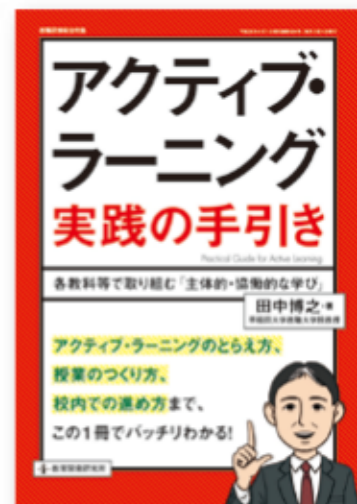 アクティブ・
ラーニング
実践の手引き
Practical Guide for Active Learning
各教科等で取り組む「主体的・協働的な学び」
田中博之・著
早稲田大学教職大学院教授
アクティブ・ラーニングのとらえ方、
授業のつくり方、
校内での進め方まで、
この1冊でバッチリわかる!
教育開発研究所